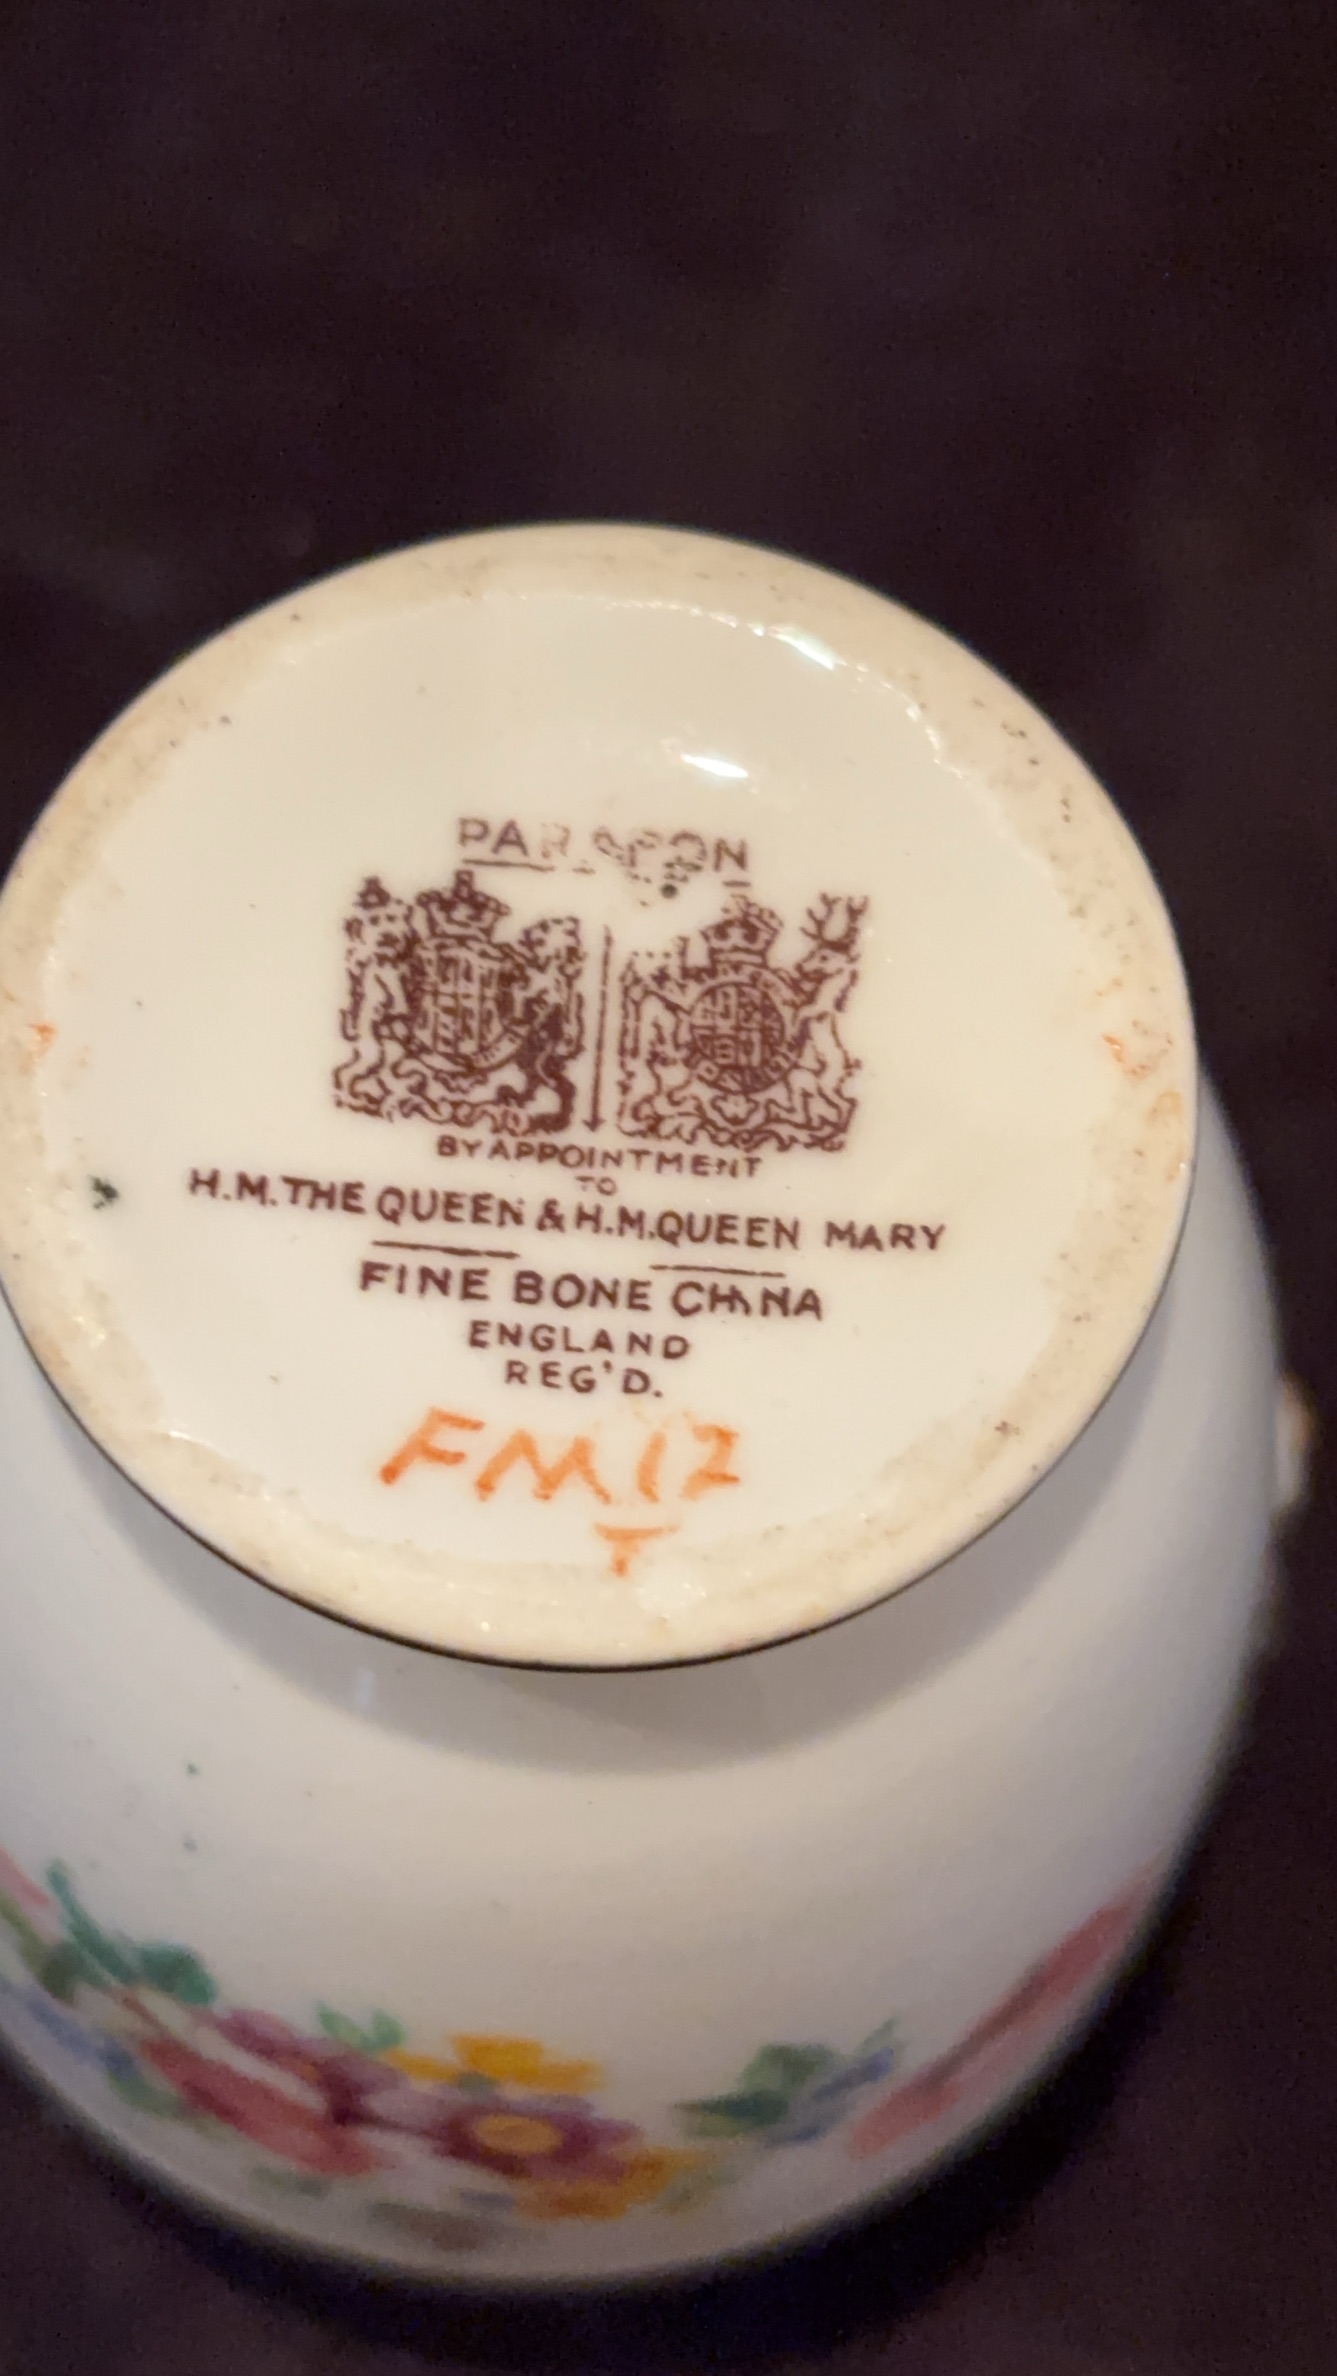 PARAGON
BY APPOINTMENT
TO
H.M. THE QUEEN & H.M. QUEEN MARY
FINE BONE CHINA
ENGLAND
REG'D.
FM12
T